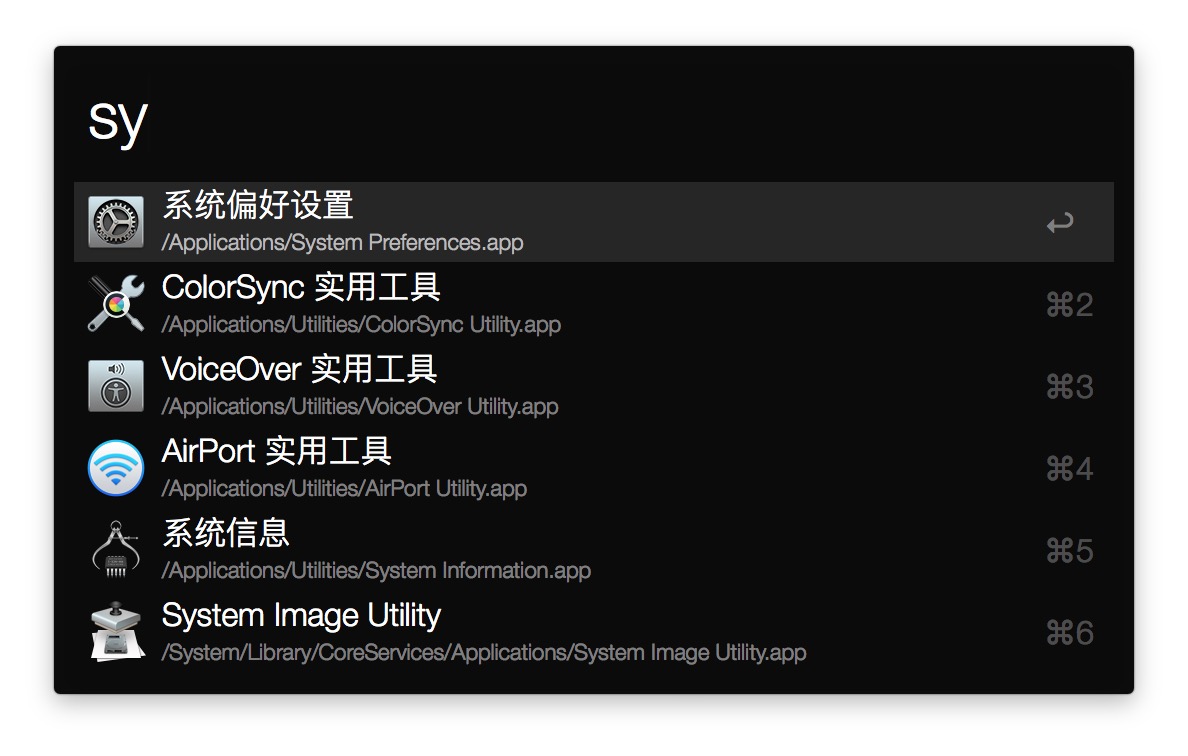 sy
系统偏好设置
/Applications/System Preferences.app
↩
ColorSync 实用工具
/Applications/Utilities/ColorSync Utility.app
⌘2
VoiceOver 实用工具
/Applications/Utilities/VoiceOver Utility.app
⌘3
AirPort 实用工具
/Applications/Utilities/AirPort Utility.app
⌘4
系统信息
/Applications/Utilities/System Information.app
⌘5
System Image Utility
/System/Library/CoreServices/Applications/System Image Utility.app
⌘6